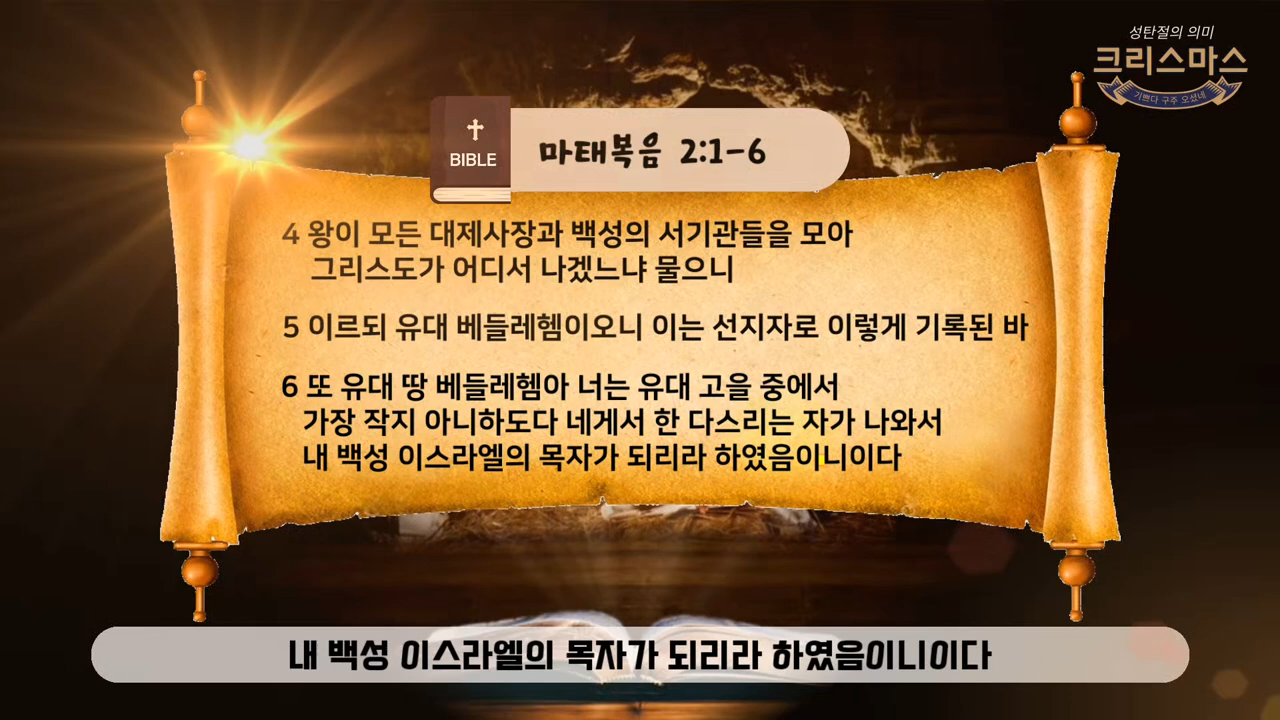 성탄절의 의미
크리스마스
기쁘다 구주 오셨네
BIBLE
마태복음 2:1-6
4 왕이 모든 대제사장과 백성의 서기관들을 모아
그리스도가 어디서 나겠느냐 물으니
5 이르되 유대 베들레헴이오니 이는 선지자로 이렇게 기록된 바
6 또 유대 땅 베들레헴아 너는 유대 고을 중에서
가장 작지 아니하도다 네게서 한 다스리는 자가 나와서
내 백성 이스라엘의 목자가 되리라 하였음이니이다
내 백성 이스라엘의 목자가 되리라 하였음이니이다